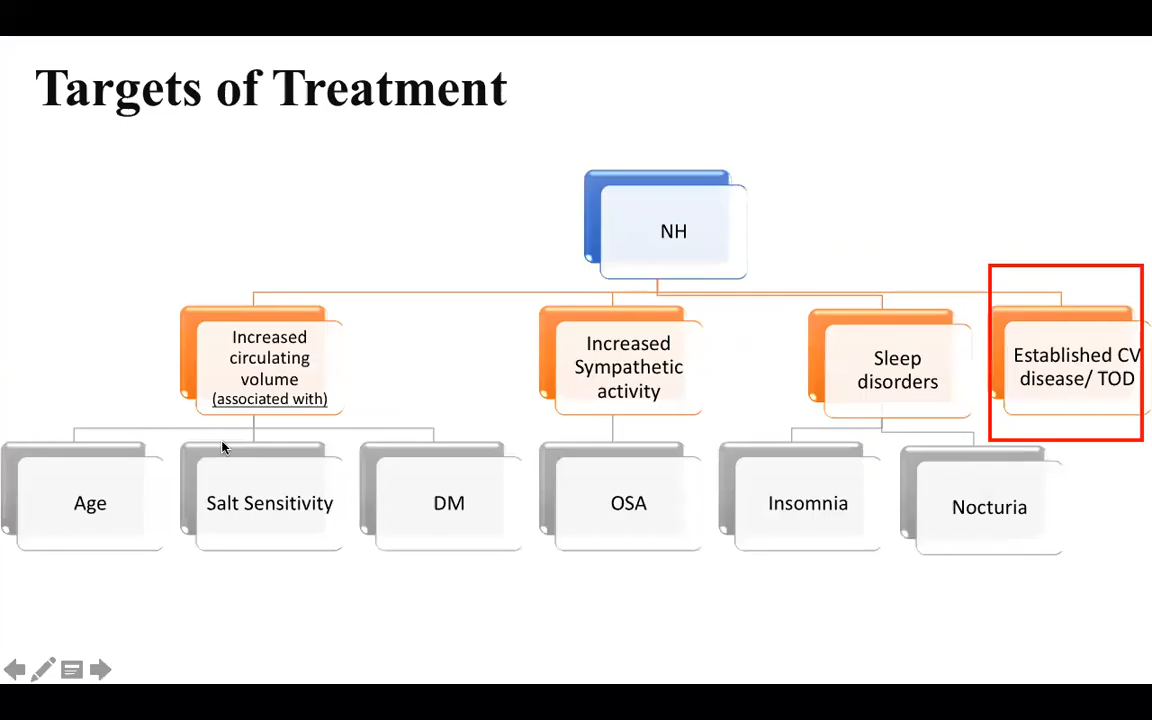 Targets of Treatment
NH
Increased
circulating
volume
(associated with)
Increased
Sympathetic
activity
Sleep
disorders
Established CV
disease/ TOD
Age
Salt Sensitivity
DM
OSA
Insomnia
Nocturia